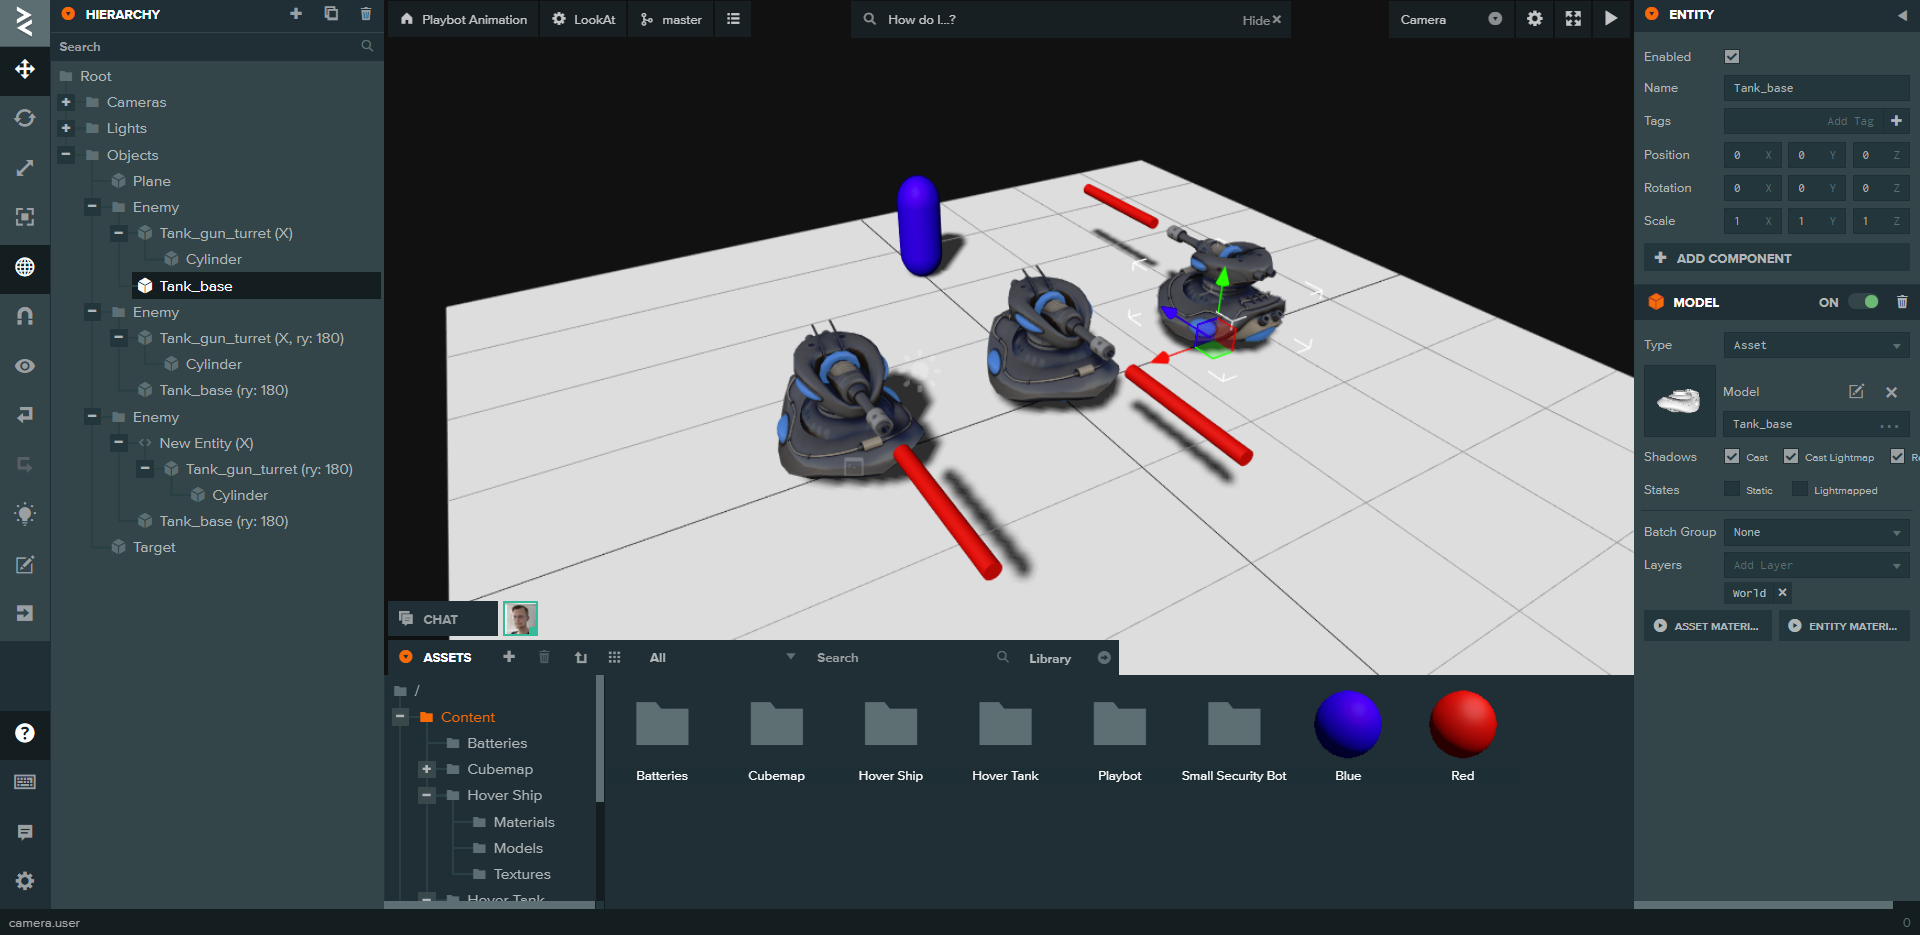 HIERARCHY
Search
Root
Cameras
Lights
Objects
Plane
Enemy
Tank_gun_turret (X)
Cylinder
Tank_base
Enemy
Tank_gun_turret (X, ry: 180)
Cylinder
Tank_base (ry: 180)
Enemy
New Entity (X)
Tank_gun_turret (ry: 180)
Cylinder
Tank_base (ry: 180)
Target
Playbot Animation
LookAt
master
How do I...?
Hide
Camera
CHAT
ASSETS
All
Search
Library
/
Content
Batteries
Cubemap
Hover Ship
Materials
Models
Textures
Hover Tank
Batteries
Cubemap
Hover Ship
Hover Tank
Playbot
Small Security Bot
Blue
Red
ENTITY
Enabled
Name Tank_base
Tags Add Tag
Position 0 X 0 Y 0 Z
Rotation 0 X 0 Y 0 Z
Scale 1 X 1 Y 1 Z
ADD COMPONENT
MODEL ON
Type Asset
Model
Tank_base ...
Shadows Cast Cast Lightmap Re
States Static Lightmapped
Batch Group None
Layers Add Layer
World
ASSET MATERI... ENTITY MATERI...
camera.user
0